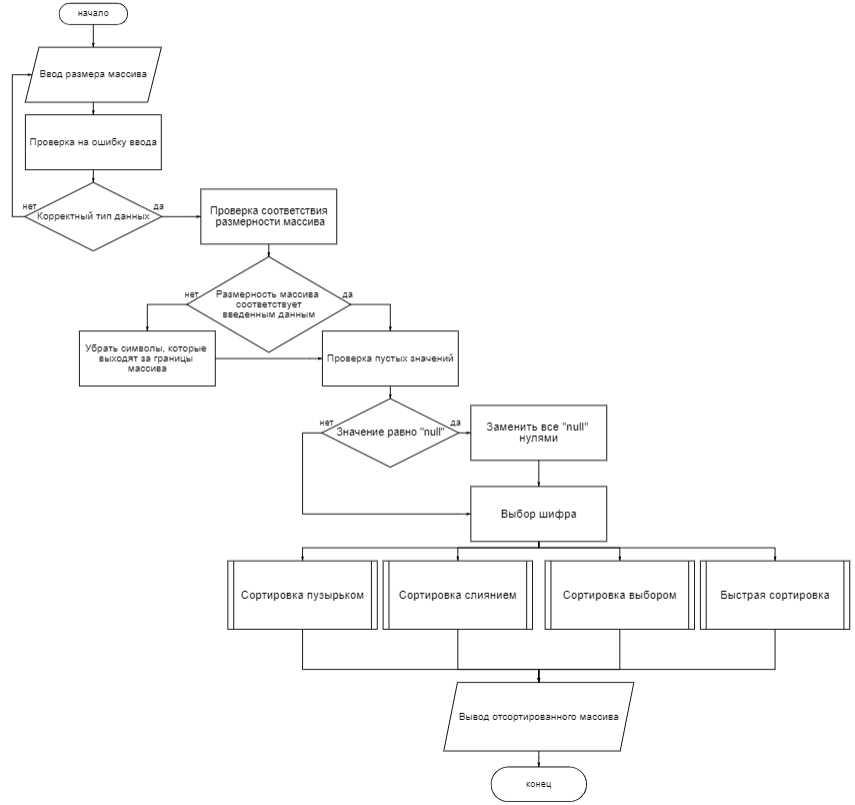 начало
Ввод размера массива
Проверка на ошибку ввода
нет
да
Корректный тип данных
Проверка соответствия
размерности массива
нет
да
Размерность массива
соответствует
введенным данным
Убрать символы, которые
выходят за границы
массива
Проверка пустых значений
нет
да
Значение равно "null"
Заменить все "null"
нулями
Выбор шифра
Сортировка пузырьком
Сортировка слиянием
Сортировка выбором
Быстрая сортировка
Вывод отсортированного массива
конец